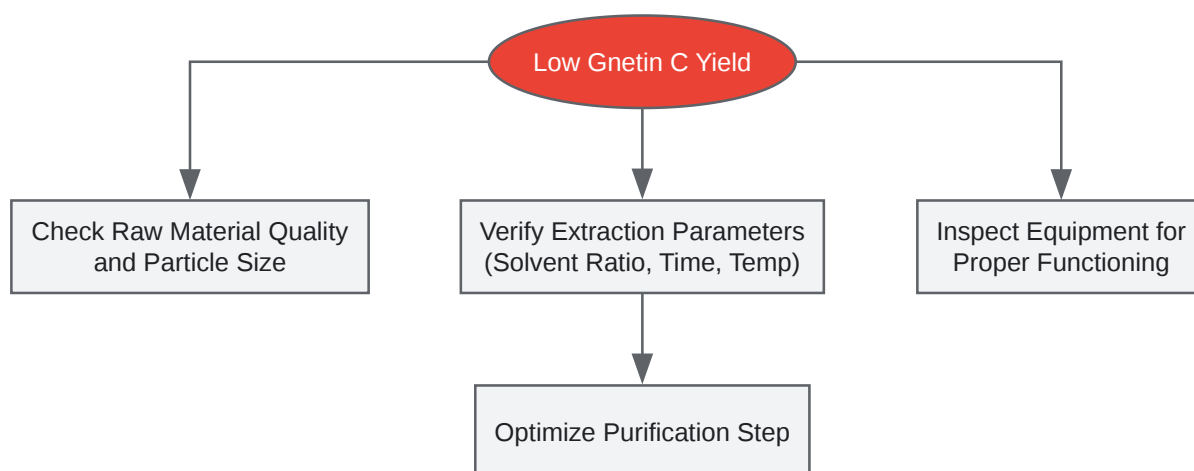 Low Gnetin C Yield
Check Raw Material Quality
and Particle Size
Verify Extraction Parameters
(Solvent Ratio, Time, Temp)
Inspect Equipment for
Proper Functioning
Optimize Purification Step